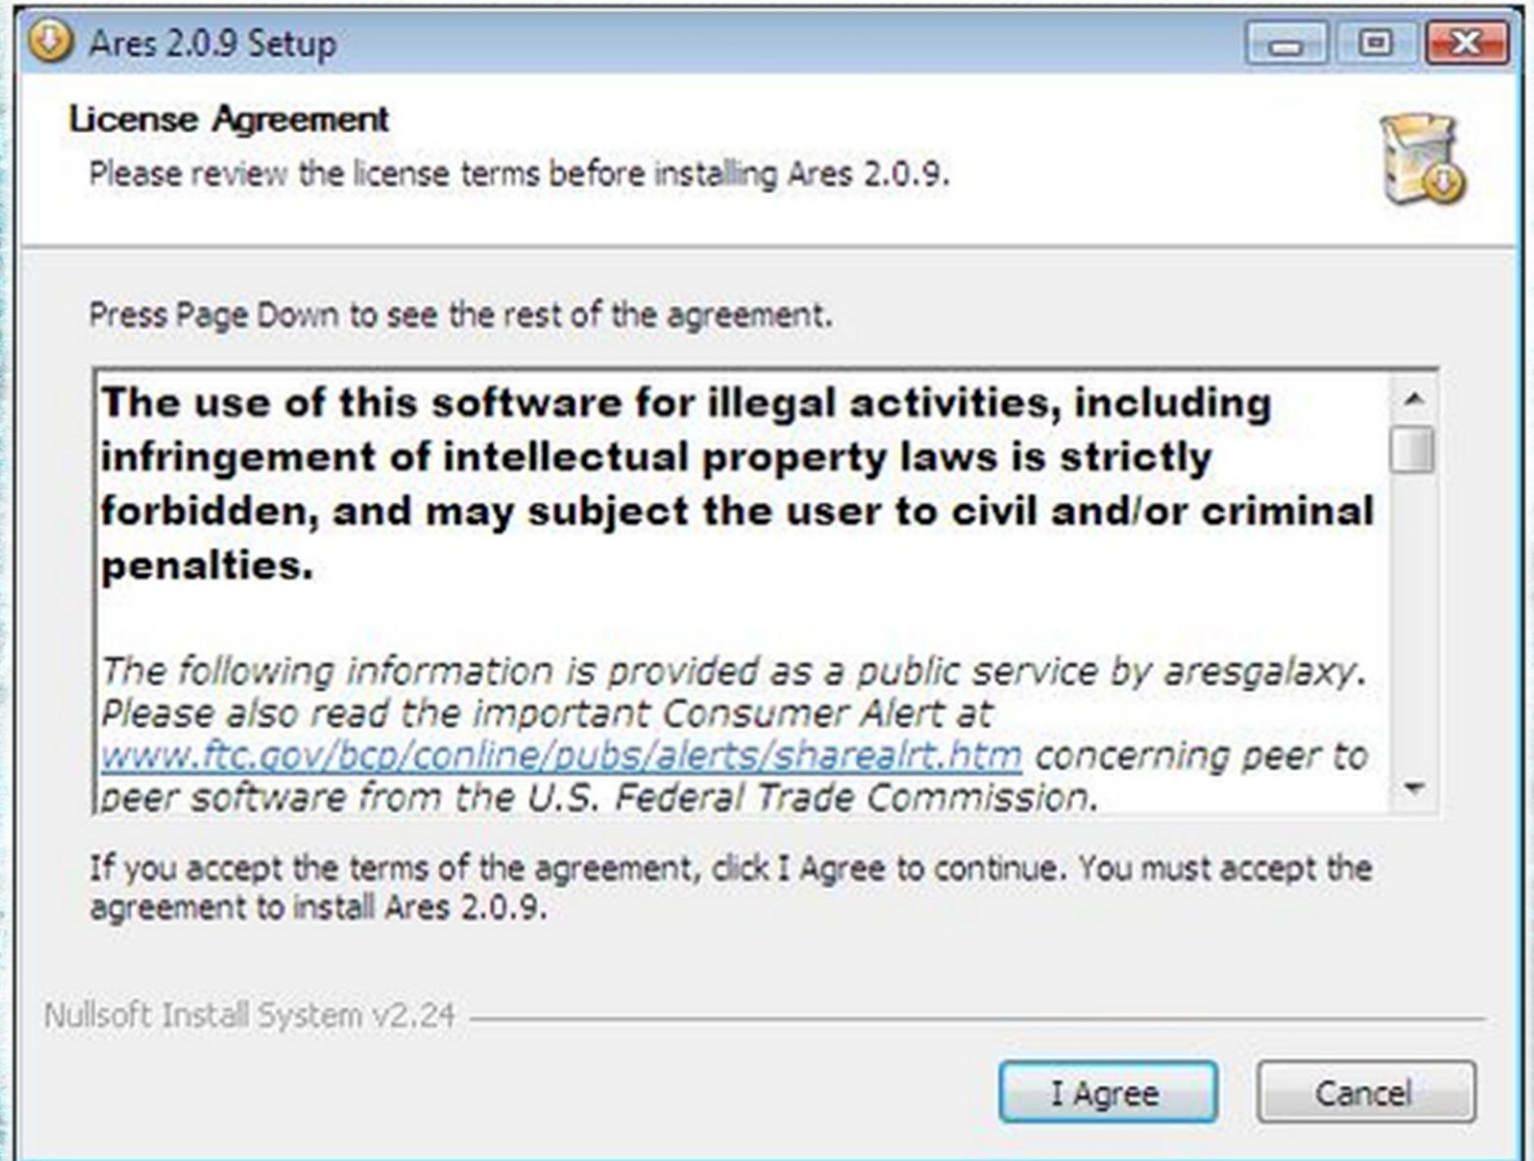 Ares 2.0.9 Setup
License Agreement
Please review the license terms before installing Ares 2.0.9.
Press Page Down to see the rest of the agreement.
The use of this software for illegal activities, including
infringement of intellectual property laws is strictly
forbidden, and may subject the user to civil and/or criminal
penalties.
The following information is provided as a public service by aresgalaxy.
Please also read the important Consumer Alert at
www.ftc.gov/bcp/conline/pubs/alerts/sharealrt.htm concerning peer to
peer software from the U.S. Federal Trade Commission.
If you accept the terms of the agreement, click I Agree to continue. You must accept the
agreement to install Ares 2.0.9.
Nullsoft Install System v2.24
I Agree
Cancel